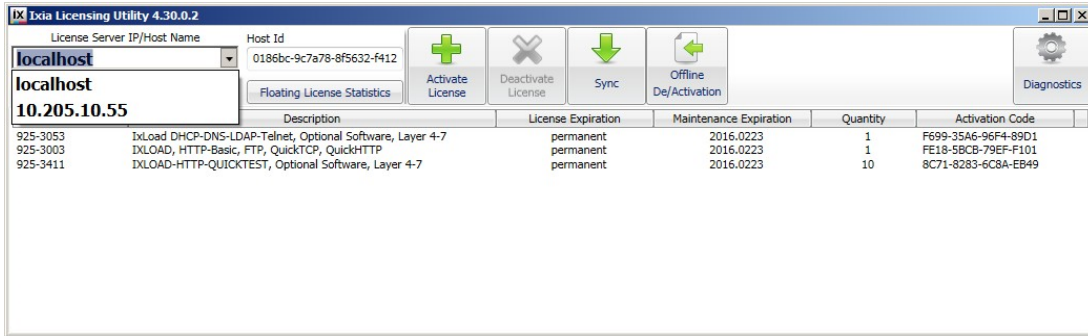 IX Ixia Licensing Utility 4.30.0.2
License Server IP/Host Name
Host Id
localhost
0186bc-9c7a78-8f5632-f412
localhost
10.205.10.55
Floating License Statistics
Activate
License
Deactivate
License
Sync
Offline
De/Activation
Diagnostics
Description License Expiration Maintenance Expiration Quantity Activation Code
925-3053 IxLoad DHCP-DNS-LDAP-Telnet, Optional Software, Layer 4-7 permanent 2016.0223 1 F699-35A6-96F4-89D1
925-3003 IXLOAD, HTTP-Basic, FTP, QuickTCP, QuickHTTP permanent 2016.0223 1 FE18-5BCB-79EF-F101
925-3411 IXLOAD-HTTP-QUICKTEST, Optional Software, Layer 4-7 permanent 2016.0223 10 8C71-8283-6C8A-EB49